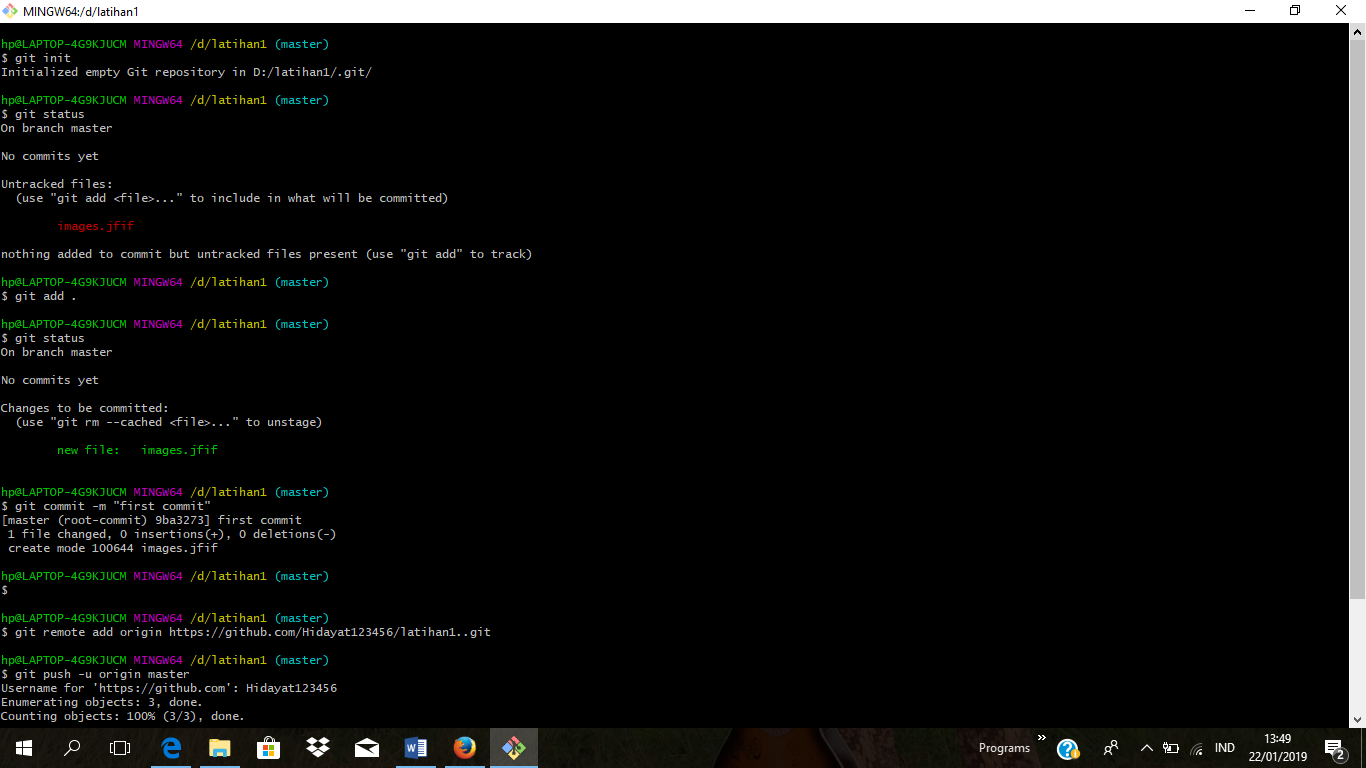 MINGW64:/d/latihan1
hp@LAPTOP-4G9KJUCM MINGW64 /d/latihan1 (master)
$ git init
Initialized empty Git repository in D:/latihan1/.git/
hp@LAPTOP-4G9KJUCM MINGW64 /d/latihan1 (master)
$ git status
On branch master
No commits yet
Untracked files:
(use "git add <file>..." to include in what will be committed)
images.jfif
nothing added to commit but untracked files present (use "git add" to track)
hp@LAPTOP-4G9KJUCM MINGW64 /d/latihan1 (master)
$ git add .
hp@LAPTOP-4G9KJUCM MINGW64 /d/latihan1 (master)
$ git status
On branch master
No commits yet
Changes to be committed:
(use "git rm --cached <file>..." to unstage)
new file:   images.jfif
hp@LAPTOP-4G9KJUCM MINGW64 /d/latihan1 (master)
$ git commit -m "first commit"
[master (root-commit) 9ba3273] first commit
1 file changed, 0 insertions(+), 0 deletions(-)
create mode 100644 images.jfif
hp@LAPTOP-4G9KJUCM MINGW64 /d/latihan1 (master)
$
hp@LAPTOP-4G9KJUCM MINGW64 /d/latihan1 (master)
$ git remote add origin https://github.com/Hidayat123456/latihan1..git
hp@LAPTOP-4G9KJUCM MINGW64 /d/latihan1 (master)
$ git push -u origin master
Username for 'https://github.com': Hidayat123456
Enumerating objects: 3, done.
Counting objects: 100% (3/3), done.
Programs
IND
13:49
22/01/2019
2